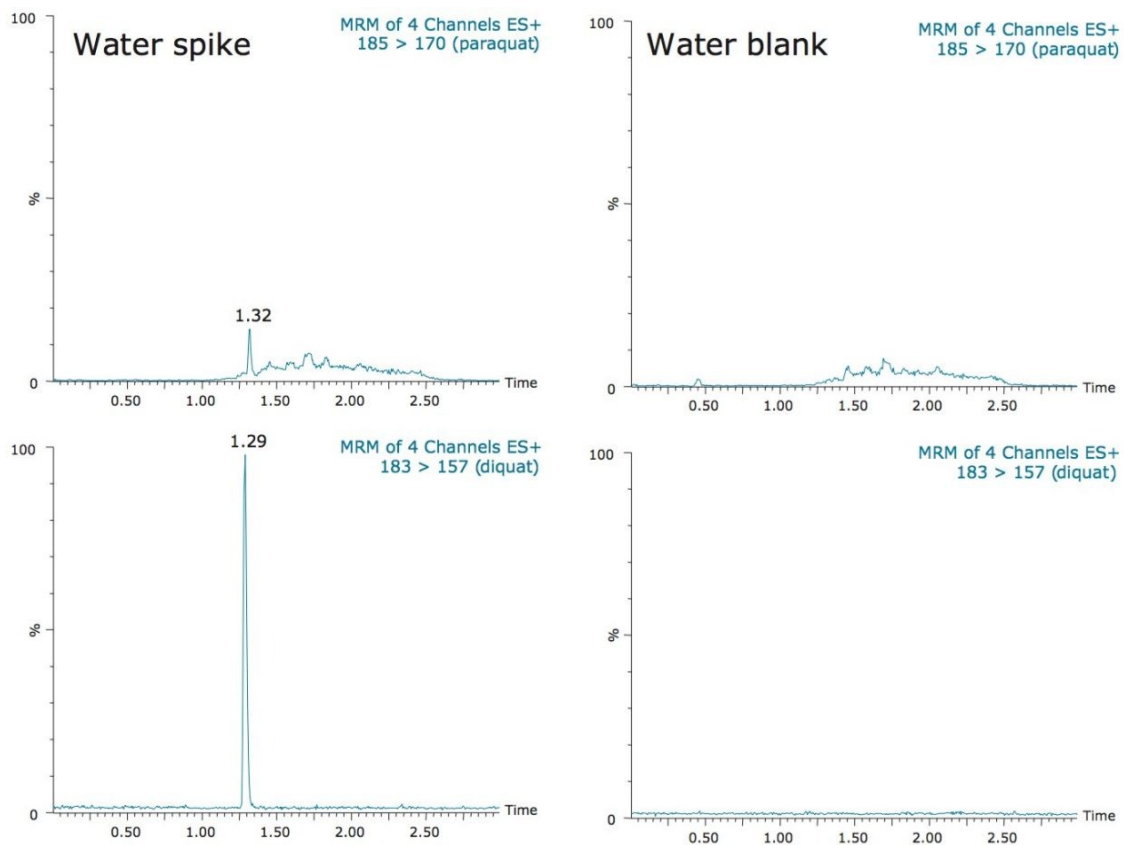 Water spike
MRM of 4 Channels ES+
185 > 170 (paraquat)
100
%
1.32
0
Time
0.50 1.00 1.50 2.00 2.50
Water blank
MRM of 4 Channels ES+
185 > 170 (paraquat)
100
%
0
Time
0.50 1.00 1.50 2.00 2.50
100
1.29
MRM of 4 Channels ES+
183 > 157 (diquat)
%
0
Time
0.50 1.00 1.50 2.00 2.50
100
MRM of 4 Channels ES+
183 > 157 (diquat)
%
0
Time
0.50 1.00 1.50 2.00 2.50